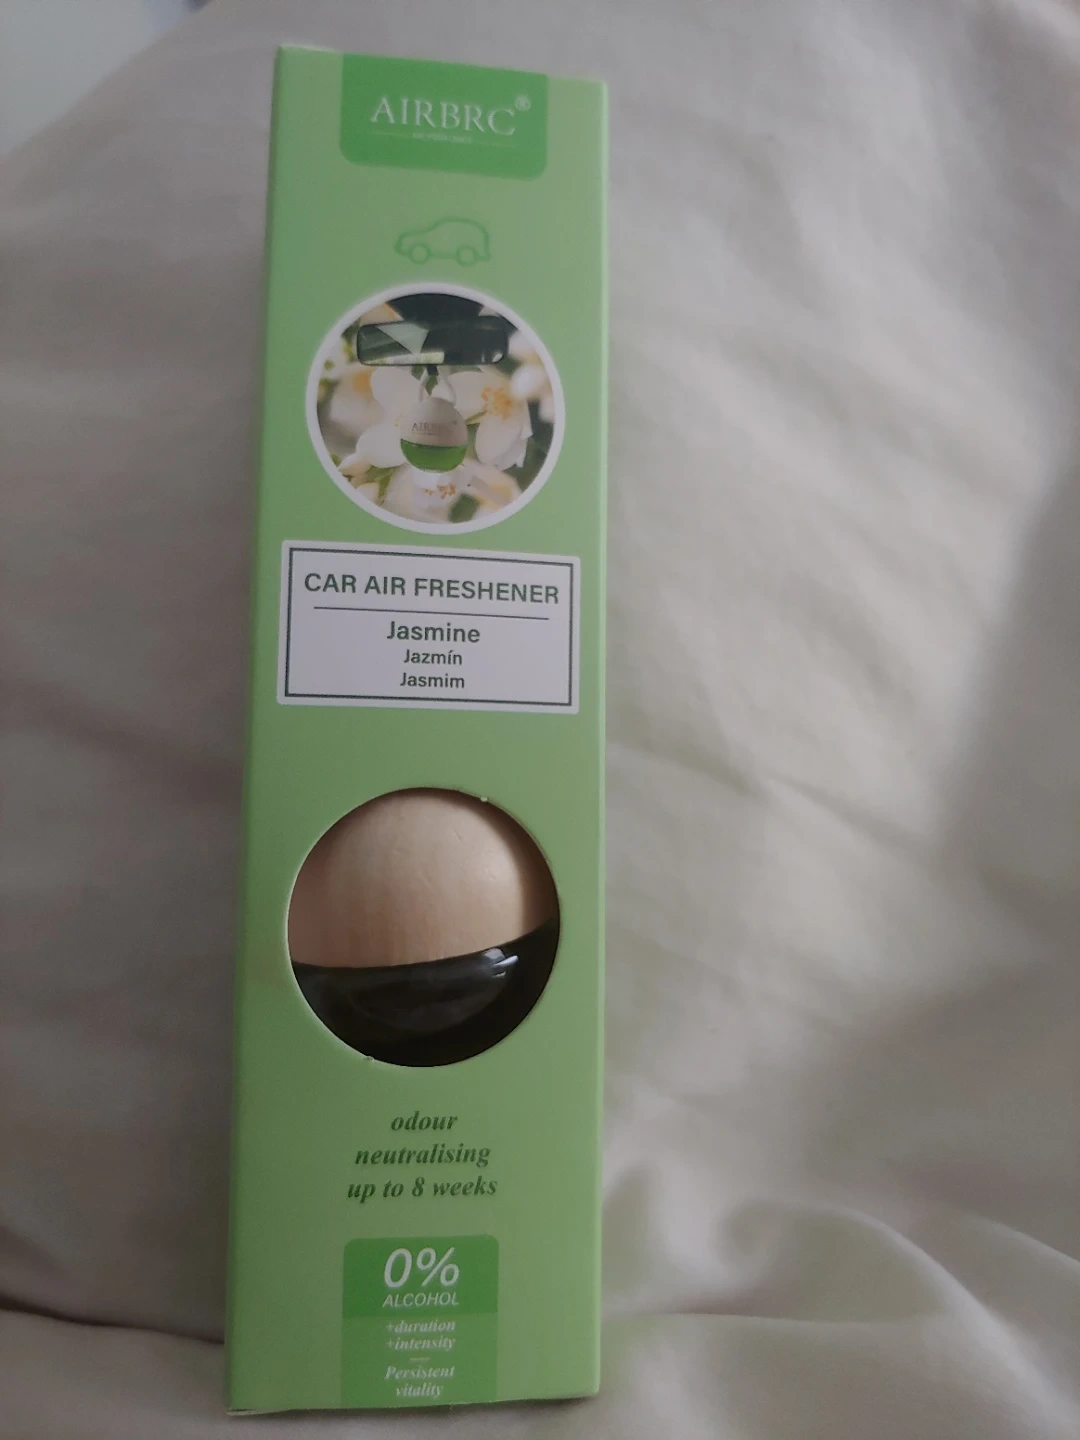 AIRBRC®
AIRBRC
CAR AIR FRESHENER
Jasmine
Jazmín
Jasmim
odour
neutralising
up to 8 weeks
0%
ALCOHOL
+duration
+intensity
Persistent
vitality